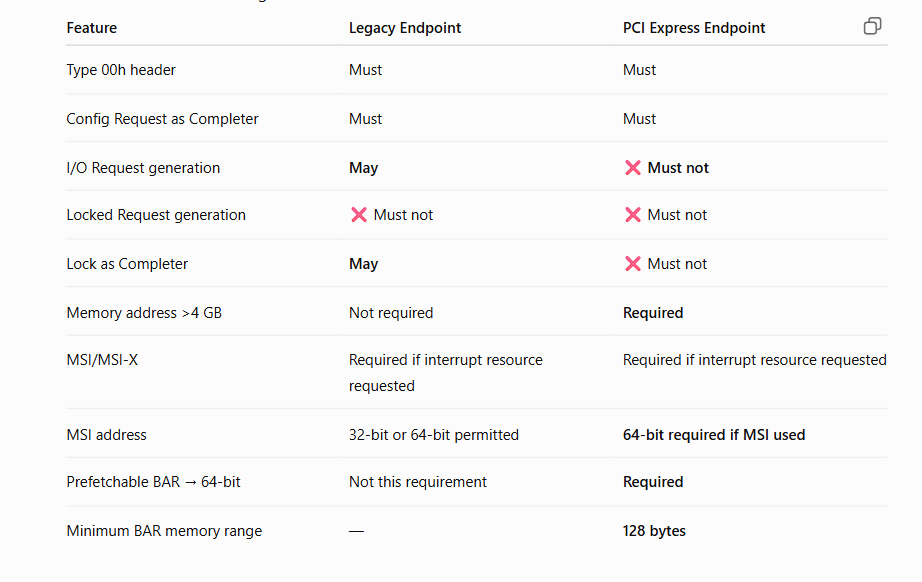 Feature Legacy Endpoint PCI Express Endpoint
Type 00h header Must Must
Config Request as Completer Must Must
I/O Request generation May ❌ Must not
Locked Request generation ❌ Must not ❌ Must not
Lock as Completer May ❌ Must not
Memory address >4 GB Not required Required
MSI/MSI-X Required if interrupt resource Required if interrupt resource requested
requested
MSI address 32-bit or 64-bit permitted 64-bit required if MSI used
Prefetchable BAR → 64-bit Not this requirement Required
Minimum BAR memory range — 128 bytes